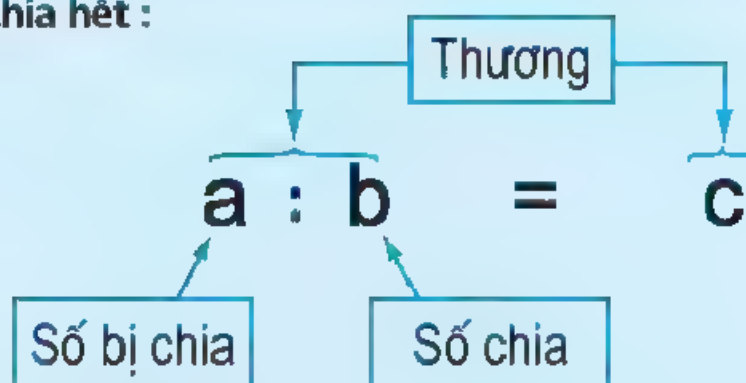 hia hết :
Thương
a : b = c
Số bị chia
Số chia